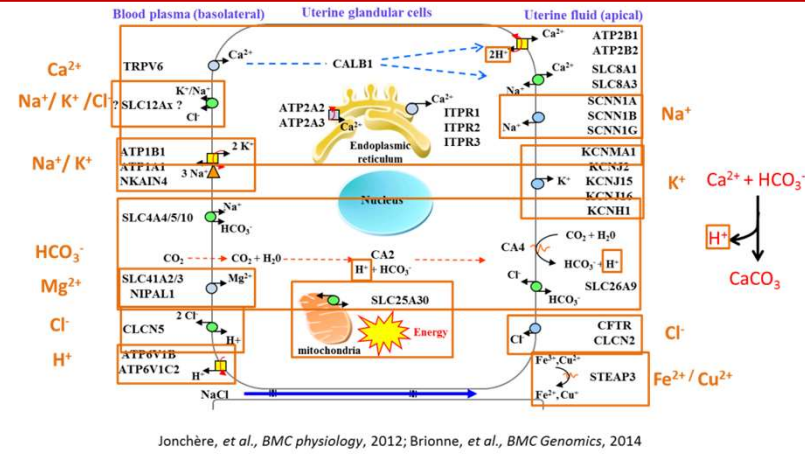 Blood plasma (basolateral) Uterine glandular cells Uterine fluid (apical)
Ca²⁺
TRPV6
Ca²⁺
CALB1
2H⁺
Ca²⁺
ATP2B1
ATP2B2
Ca²⁺
Na⁺
SLC8A1
SLC8A3
Na⁺/ K⁺ /Cl⁻
? SLC12Ax ?
K⁺/Na⁺
Cl⁻
ATP2A2
ATP2A3
Ca²⁺
Ca²⁺
ITPR1
ITPR2
ITPR3
Endoplasmic
reticulum
Na⁺
SCNN1A
SCNN1B
SCNN1G
Na⁺
Na⁺/ K⁺
ATP1B1
ATP1A1
NKAIN4
2 K⁺
3 Na⁺
K⁺
KCNMA1
KCNJ2
KCNJ15
KCNJ16
KCNH1
K⁺
Nucleus
Ca²⁺ + HCO₃⁻
H⁺
CaCO₃
SLC4A4/5/10
Na⁺
HCO₃⁻
HCO₃⁻
CO₂
CO₂ + H₂0
CA2
H⁺ + HCO₃⁻
CA4
CO₂ + H₂0
HCO₃⁻ + H⁺
Cl⁻
HCO₃⁻
SLC26A9
Mg²⁺
SLC41A2/3
NIPAL1
Mg²⁺
SLC25A30
Energy
mitochondria
Cl⁻
CLCN5
2 Cl⁻
H+
Cl⁻
CFTR
CLCN2
Cl⁻
H⁺
ATP6V1B
ATP6V1C2
H⁺
Fe³⁺,Cu²⁺
Fe²⁺,Cu⁺
STEAP3
Fe²⁺ / Cu²⁺
NaCl
Jonchère, et al., BMC physiology, 2012; Brionne, et al., BMC Genomics, 2014